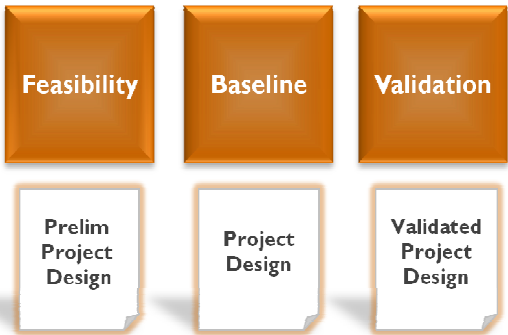 Feasibility
Baseline
Validation
Prelim
Project
Design
Project
Design
Validated
Project
Design